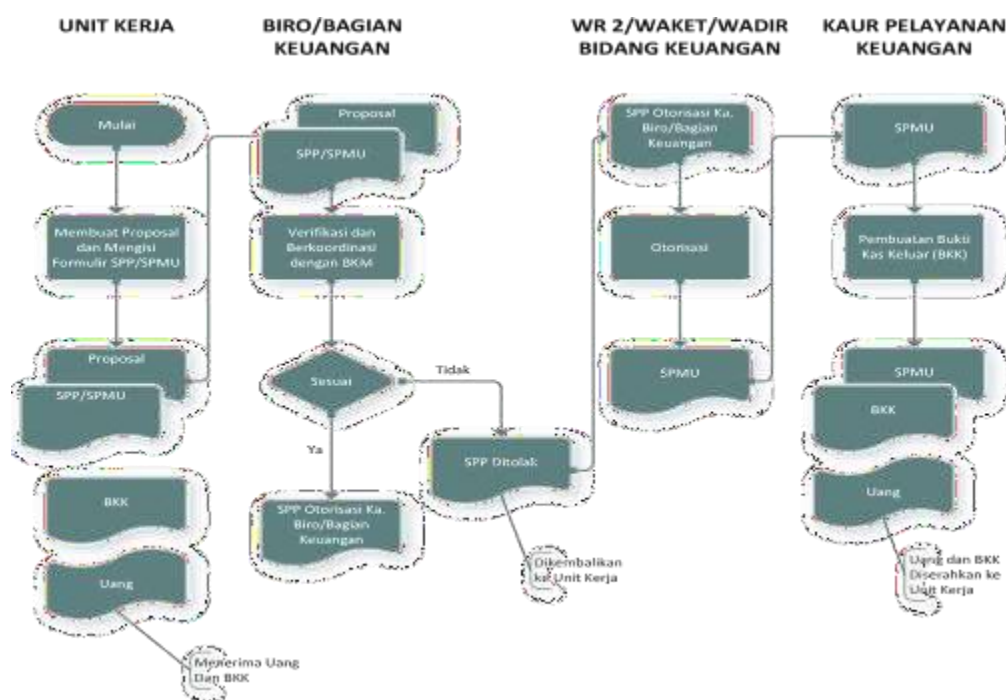 UNIT KERJA
BIRO/BAGIAN
KEUANGAN
WR 2/WAKET/WADIR
BIDANG KEUANGAN
KAUR PELAYANAN
KEUANGAN
Mulai
Membuat Proposal
dan Mengisi
Formulir SPP/SPMU
Proposal
SPP/SPMU
BKK
Uang
Menerima Uang
Dan BKK
Proposal
SPP/SPMU
Verifikasi dan
Berkoordinasi
dengan BKM
Sesuai
Tidak
Ya
SPP Ditolak
SPP Otorisasi Ka.
Biro/Bagian
Keuangan
Dikembalikan
ke Unit Kerja
SPP Otorisasi Ka.
Biro/Bagian
Keuangan
Otorisasi
SPMU
SPMU
Pembuatan Bukti
Kas Keluar (BKK)
SPMU
BKK
Uang
Uang dan BKK
Diserahkan ke
Unit Kerja